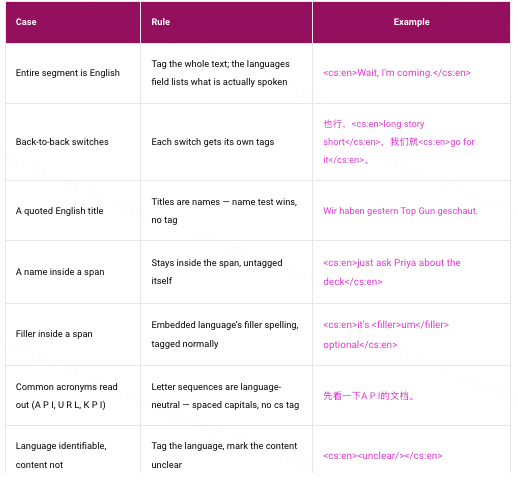 Case Rule Example
Entire segment is English
Tag the whole text; the languages
field lists what is actually spoken
<cs:en>Wait, I'm coming.</cs:en>
Back-to-back switches
Each switch gets its own tags
也行，<cs:en>long story
short</cs:en>，我们就<cs:en>go for
it</cs:en>。
A quoted English title
Titles are names — name test wins,
no tag
Wir haben gestern Top Gun geschaut.
A name inside a span
Stays inside the span, untagged
itself
<cs:en>just ask Priya about the
deck</cs:en>
Filler inside a span
Embedded language's filler spelling,
tagged normally
<cs:en>it's <filler>um</filler>
optional</cs:en>
Common acronyms read
out (A P I, U R L, K P I)
Letter sequences are language-
neutral — spaced capitals, no cs tag
先看一下A P I的文档。
Language identifiable,
content not
Tag the language, mark the content
unclear
<cs:en><unclear/></cs:en>